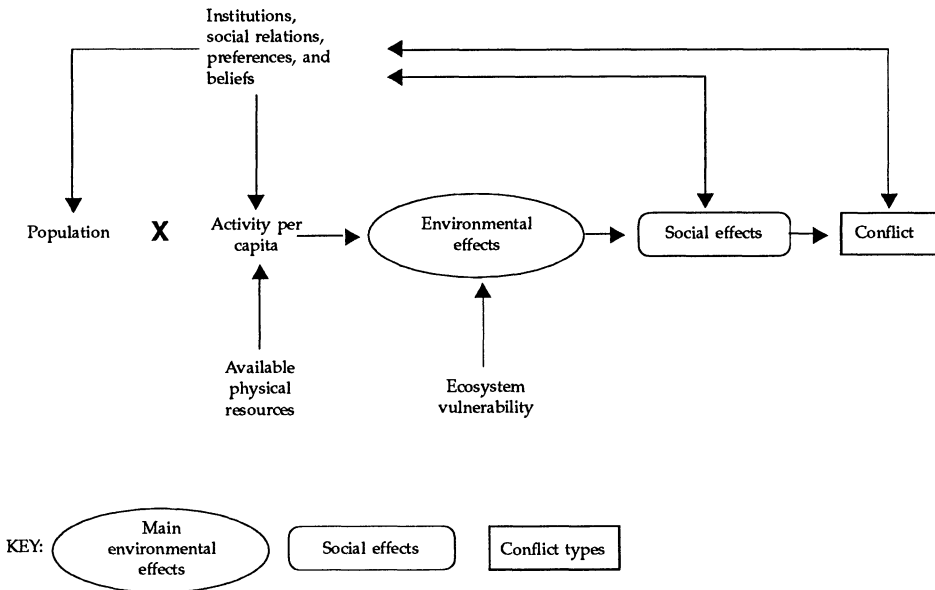 Institutions,
social relations,
preferences, and
beliefs
Population
X
Activity per
capita
Environmental
effects
Social effects
Conflict
Available
physical
resources
Ecosystem
vulnerability
KEY:
Main
environmental
effects
Social effects
Conflict types